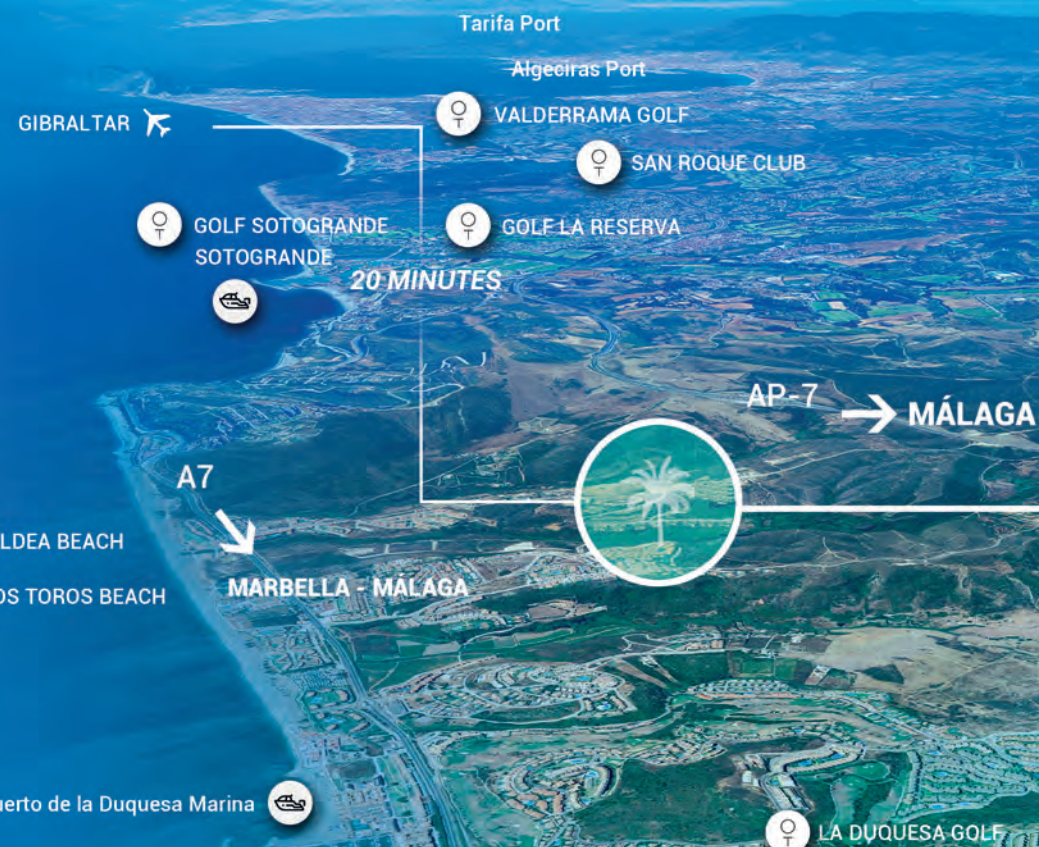 Tarifa Port
Algeciras Port
GIBRALTAR
VALDERRAMA GOLF
SAN ROQUE CLUB
GOLF SOTOGRANDE
SOTOGRANDE
GOLF LA RESERVA
20 MINUTES
AP-7
MÁLAGA
A7
LDEA BEACH
OS TOROS BEACH
MARBELLA - MÁLAGA
uerto de la Duquesa Marina
LA DUQUESA GOLF